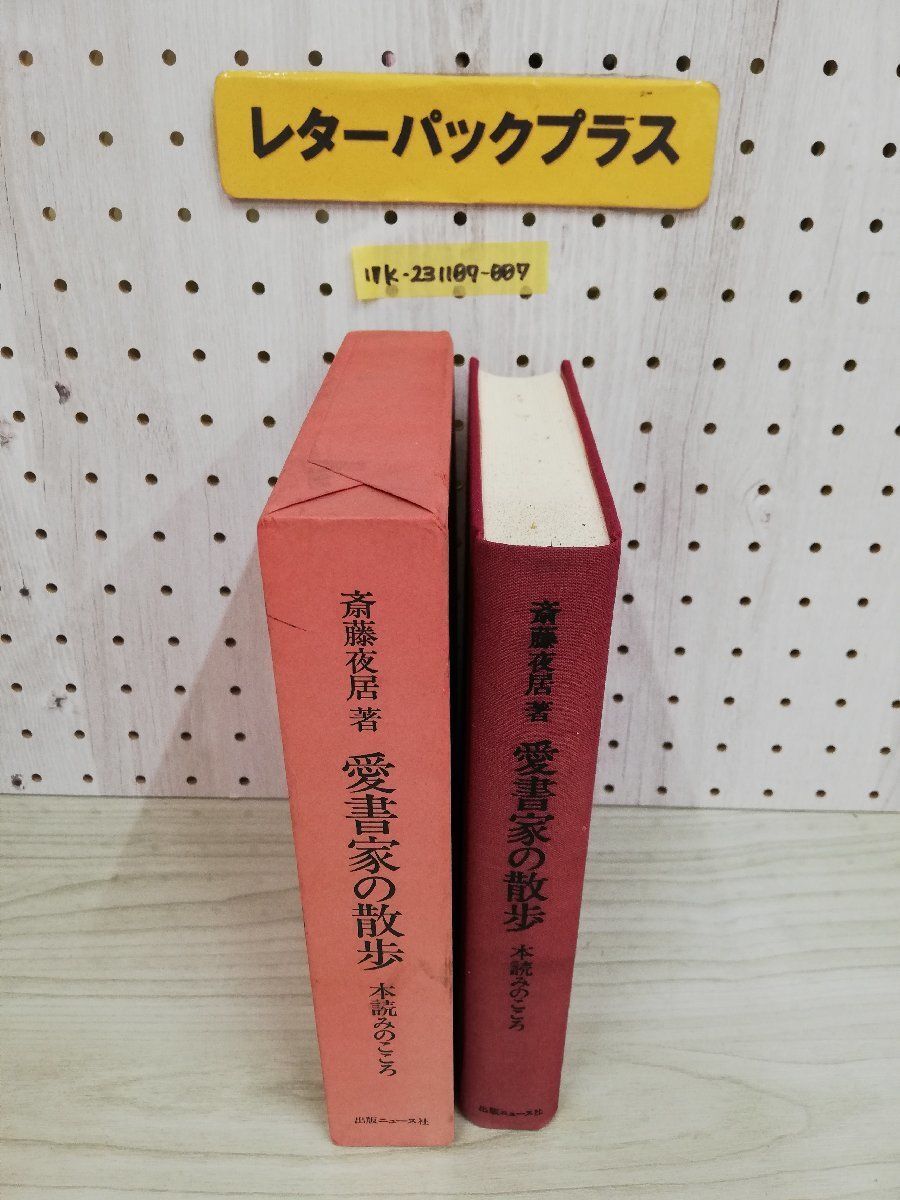 レターパックプラス
17K-231107-007
斎藤夜居 著 愛書家の散歩 本読みのこころ
出版ニュース社
斎藤夜居 著 愛書家の散歩 本読みのこころ
出版ニュース社